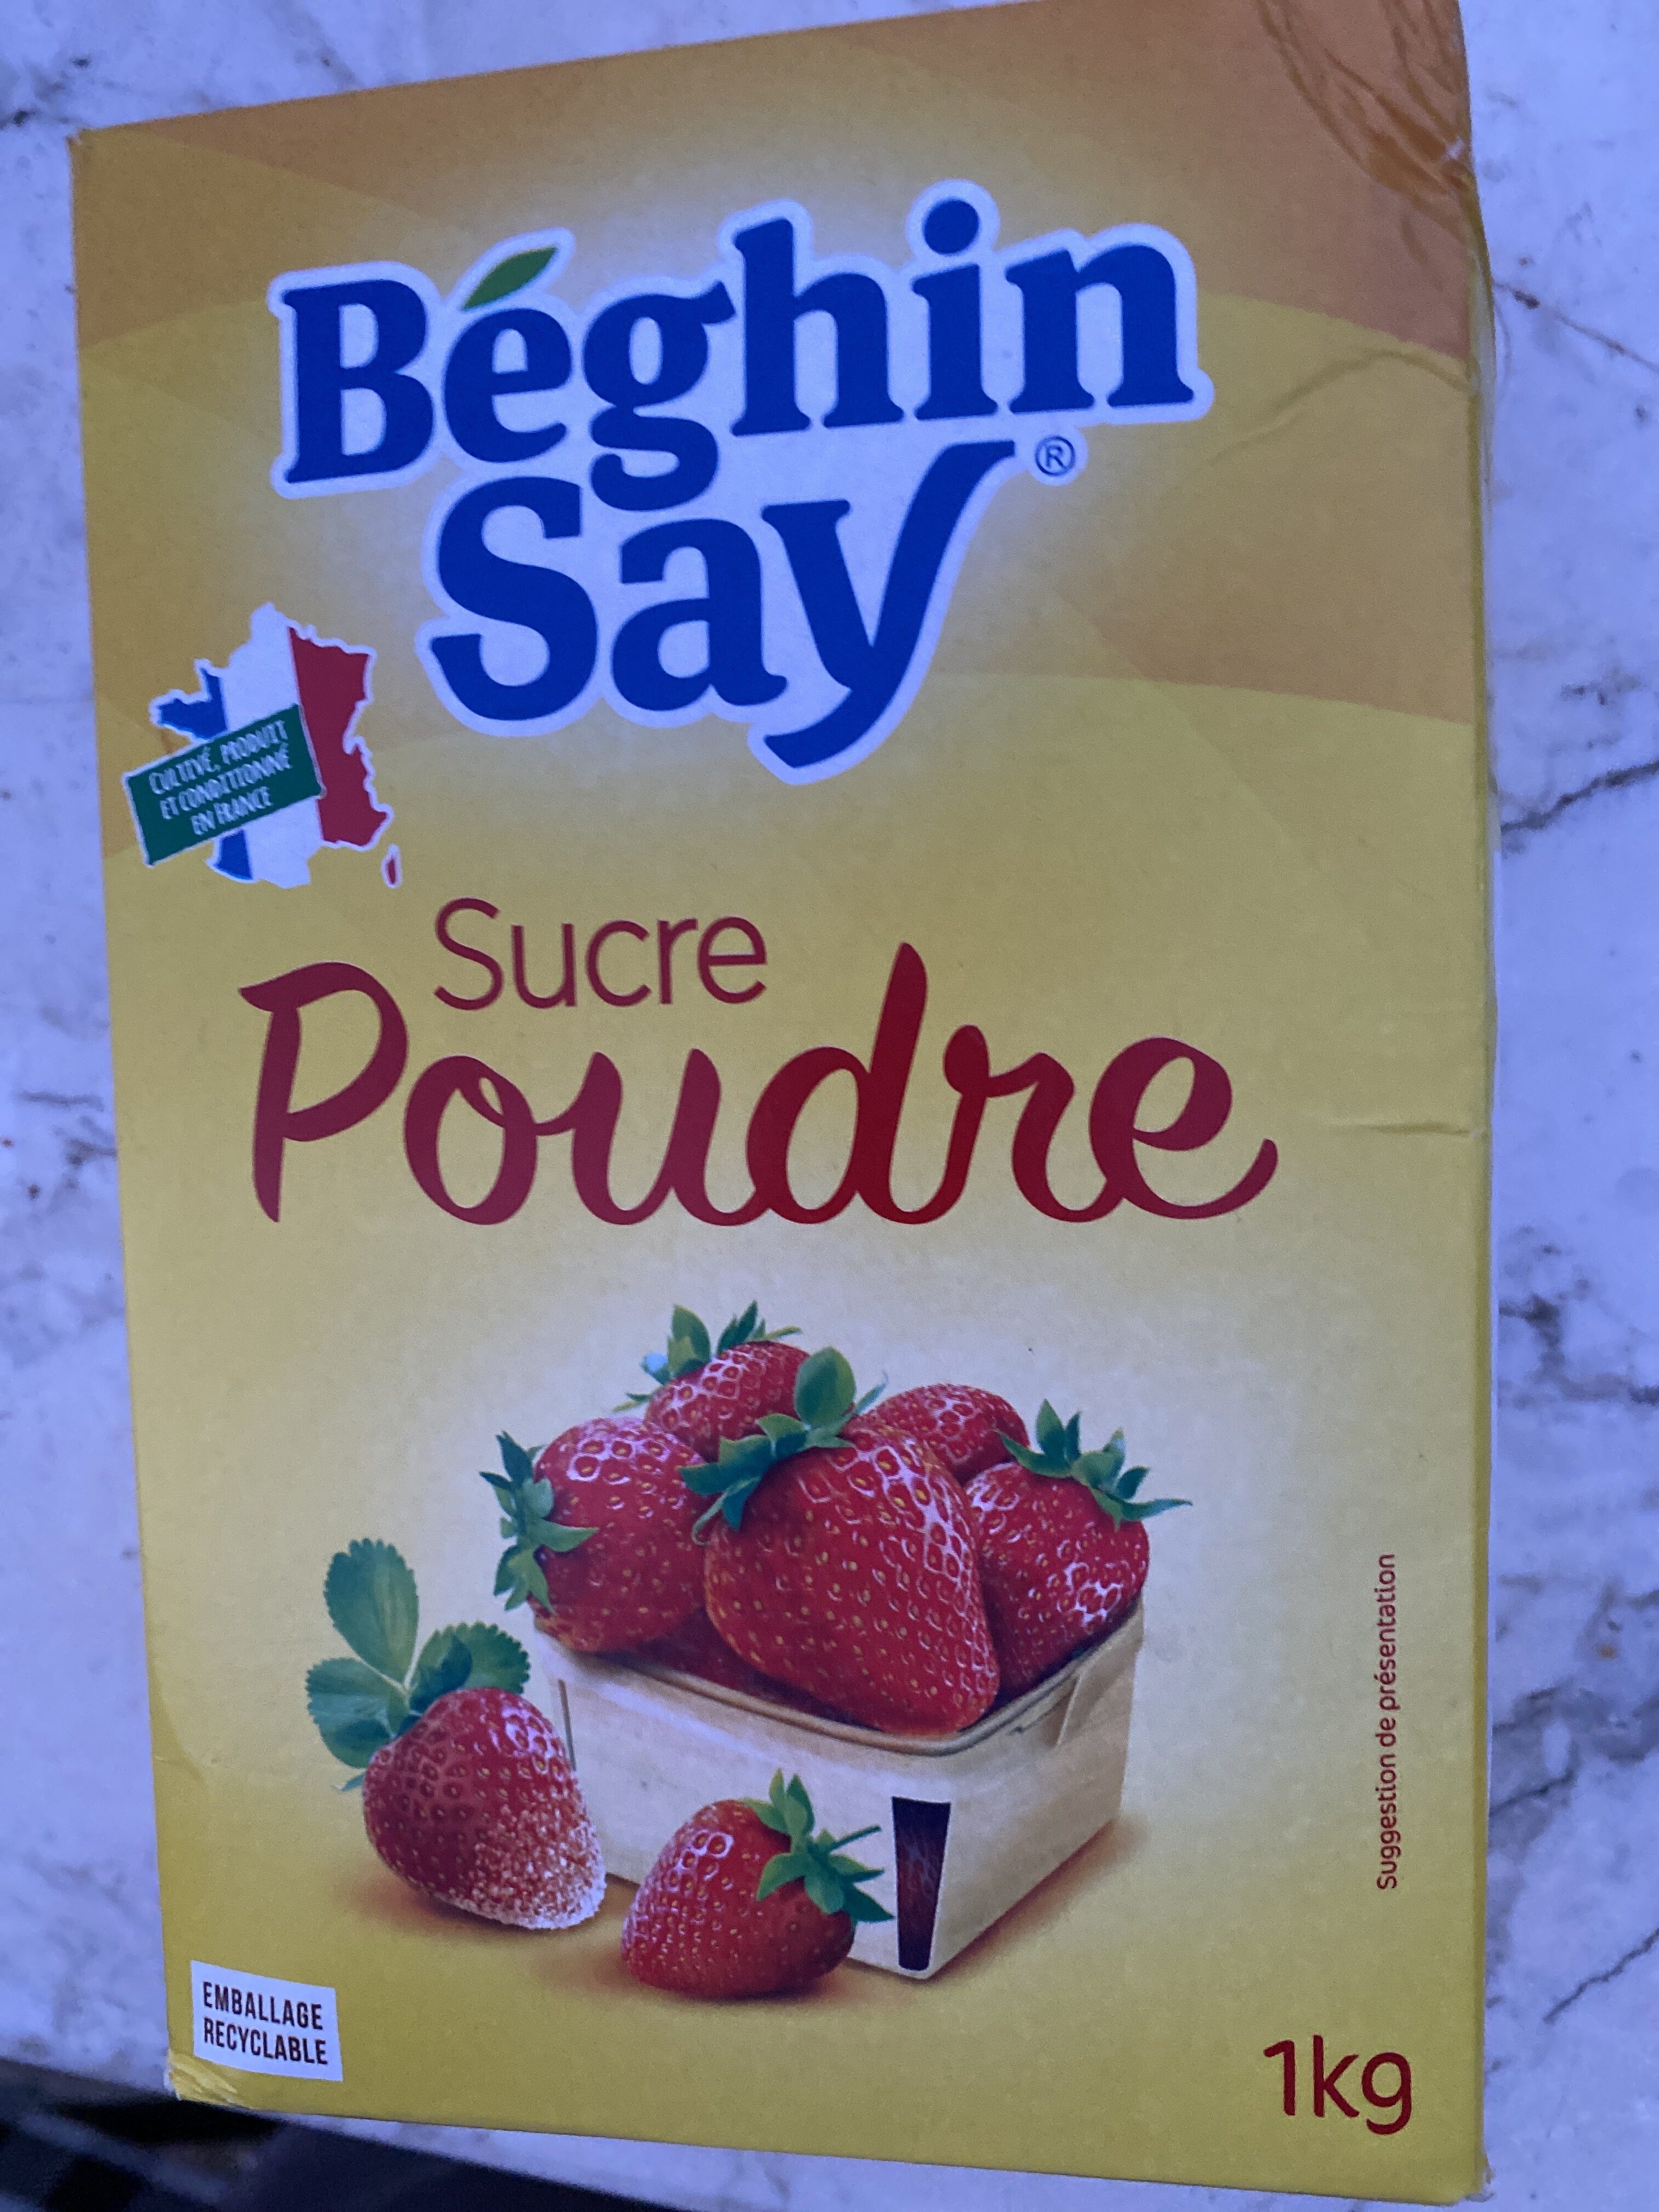 Béghin
Say®
CULTIVÉ, PRODUIT
ET CONDITIONNÉ
EN FRANCE
Sucre
Poudre
Suggestion de présentation
EMBALLAGE
RECYCLABLE
1kg